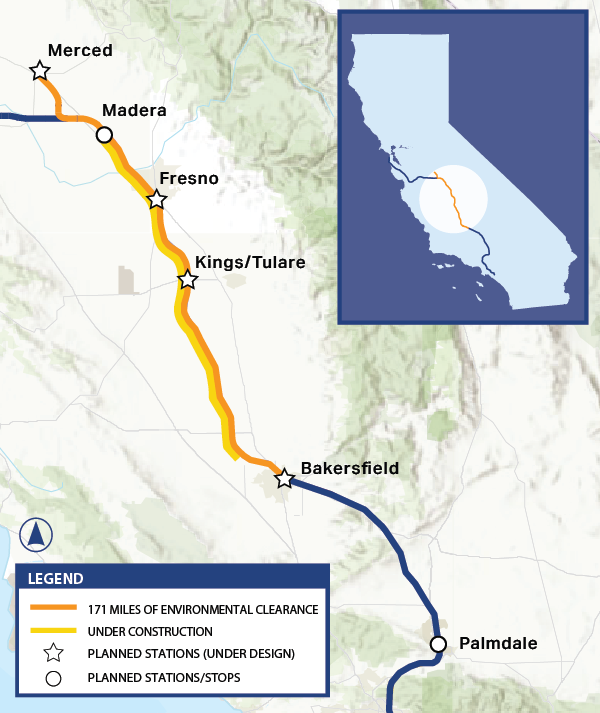 Merced
Madera
Fresno
Kings/Tulare
Bakersfield
Palmdale
LEGEND
171 MILES OF ENVIRONMENTAL CLEARANCE
UNDER CONSTRUCTION
PLANNED STATIONS (UNDER DESIGN)
PLANNED STATIONS/STOPS